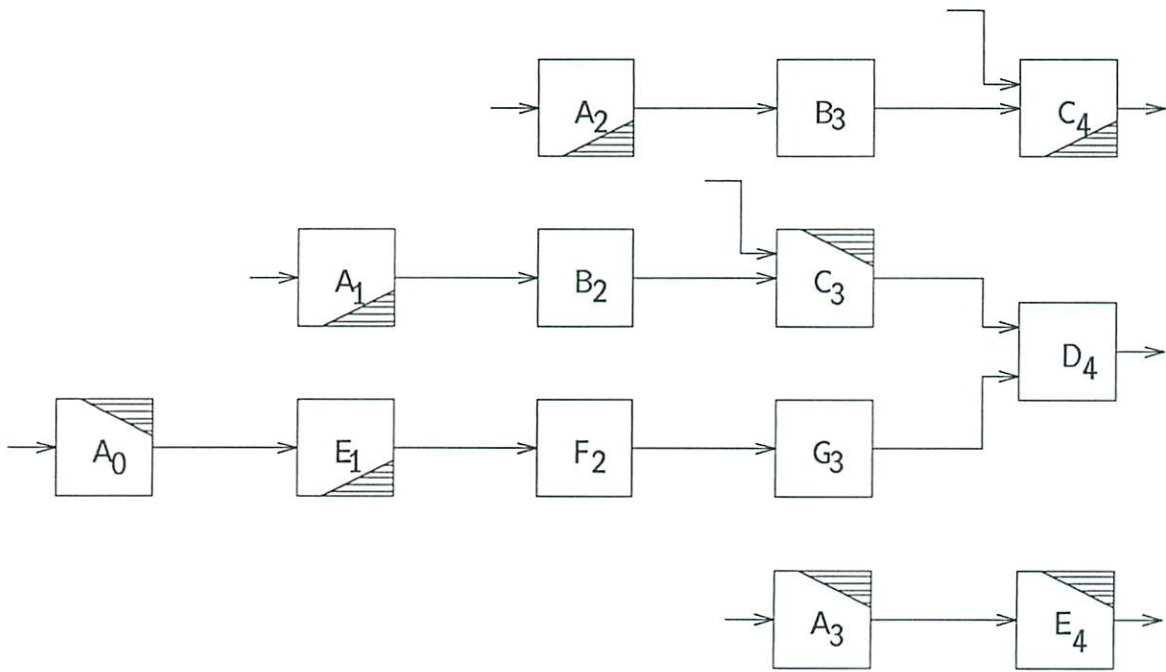 A₂ B₃ C₄
A₁ B₂ C₃
D₄
A₀ E₁ F₂ G₃
A₃ E₄